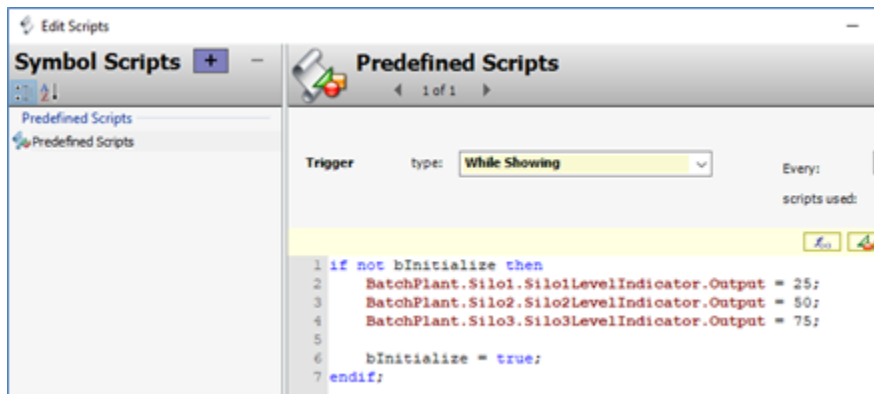 Edit Scripts
Symbol Scripts
Predefined Scripts
Predefined Scripts
Predefined Scripts
1 of 1
Trigger type: While Showing
Every:
scripts used:
1 if not bInitialize then
2 BatchPlant.Silo1.Silo1LevelIndicator.Output = 25;
3 BatchPlant.Silo2.Silo2LevelIndicator.Output = 50;
4 BatchPlant.Silo3.Silo3LevelIndicator.Output = 75;
5
6 bInitialize = true;
7 endif;